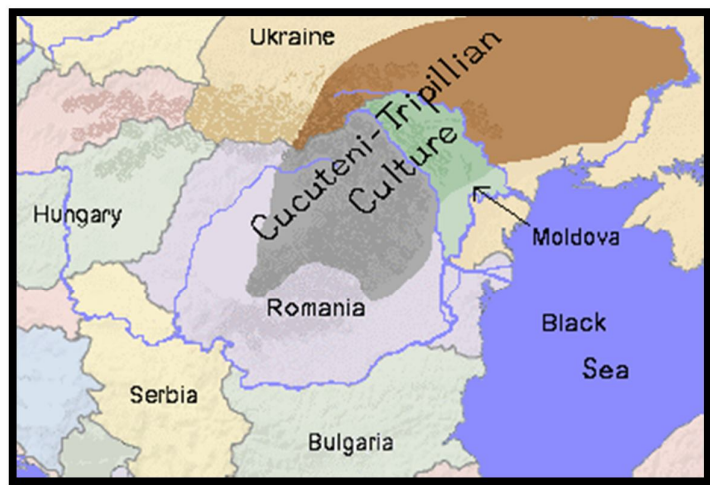 Ukraine
Cucuteni-Tripillian
Culture
Hungary
Moldova
Romania
Black
Sea
Serbia
Bulgaria